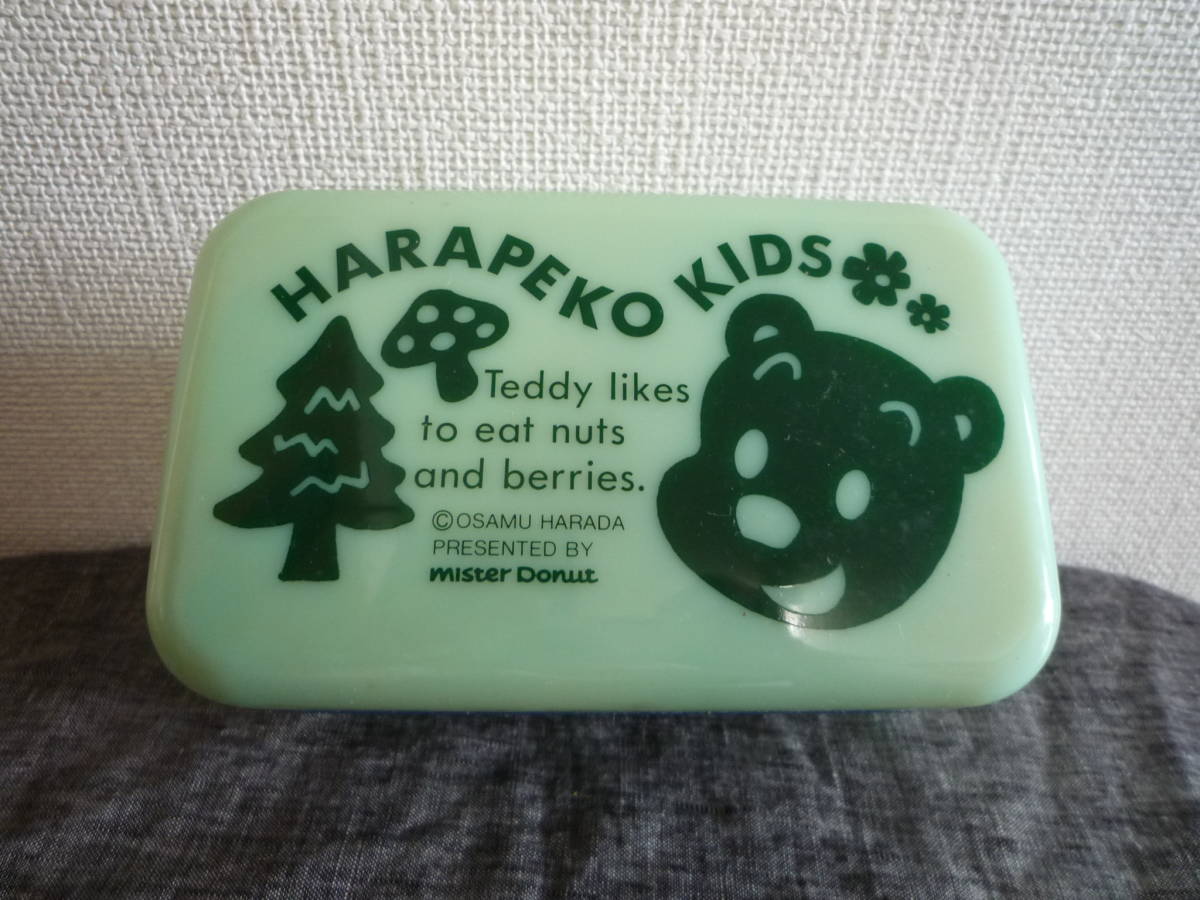 HARAPEKO KIDS
Teddy likes
to eat nuts
and berries.
©OSAMU HARADA
PRESENTED BY
mister Donut